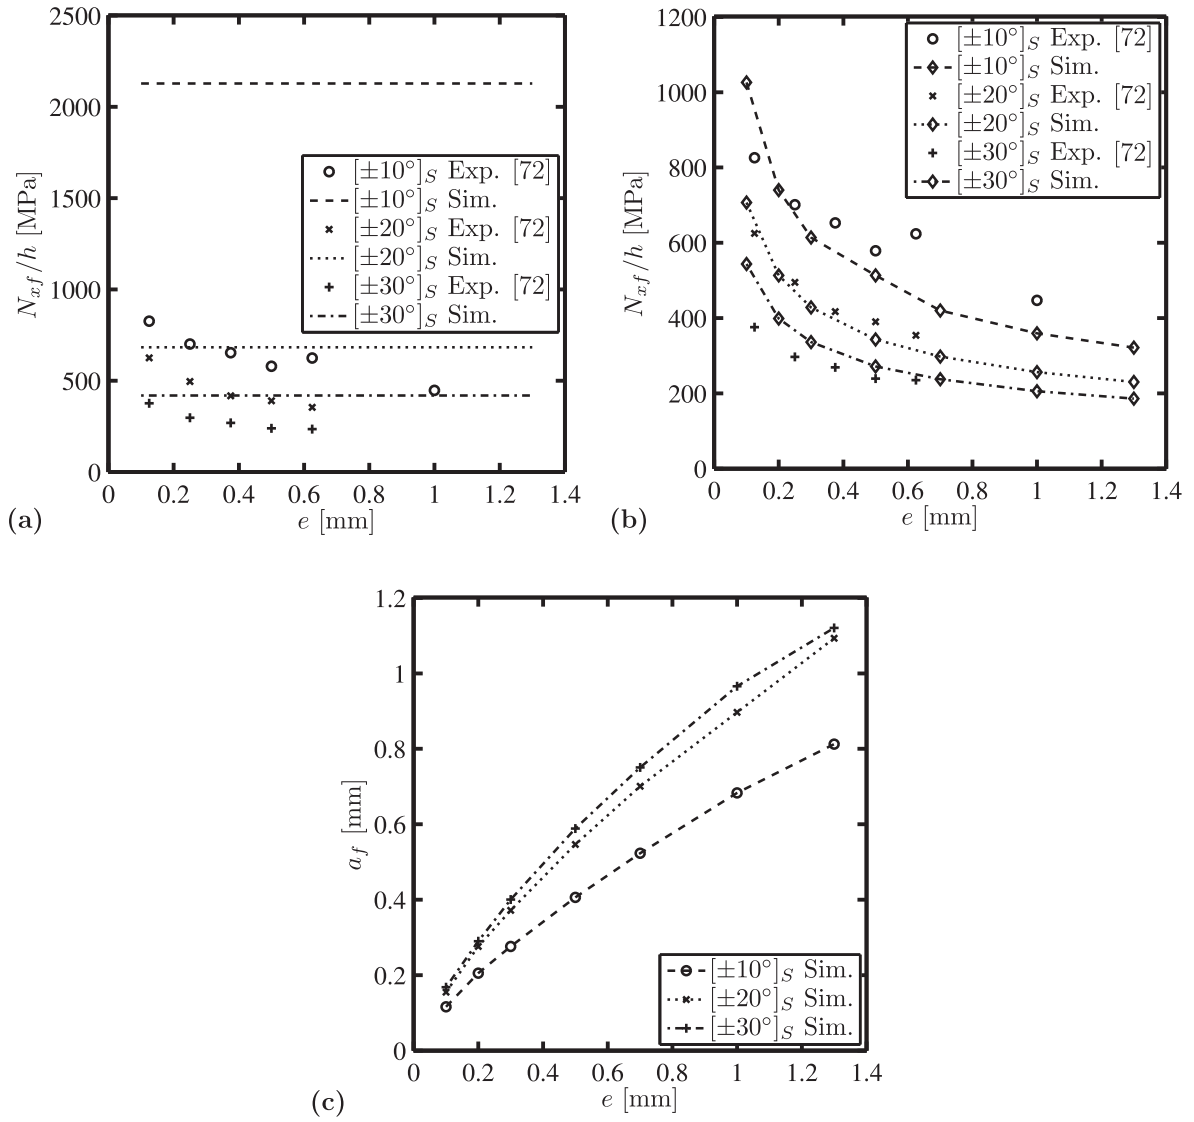 2500
2000
1500
1000
500
0
N_xf/h [MPa]
[±10°]_S Exp. [72]
[±10°]_S Sim.
[±20°]_S Exp. [72]
[±20°]_S Sim.
[±30°]_S Exp. [72]
[±30°]_S Sim.
0 0.2 0.4 0.6 0.8 1 1.2 1.4
e [mm]
(a)
1200
1000
800
600
400
200
0
N_xf/h [MPa]
[±10°]_S Exp. [72]
[±10°]_S Sim.
[±20°]_S Exp. [72]
[±20°]_S Sim.
[±30°]_S Exp. [72]
[±30°]_S Sim.
0 0.2 0.4 0.6 0.8 1 1.2 1.4
e [mm]
(b)
1.2
1
0.8
0.6
0.4
0.2
0
a_f [mm]
[±10°]_S Sim.
[±20°]_S Sim.
[±30°]_S Sim.
0 0.2 0.4 0.6 0.8 1 1.2 1.4
e [mm]
(c)